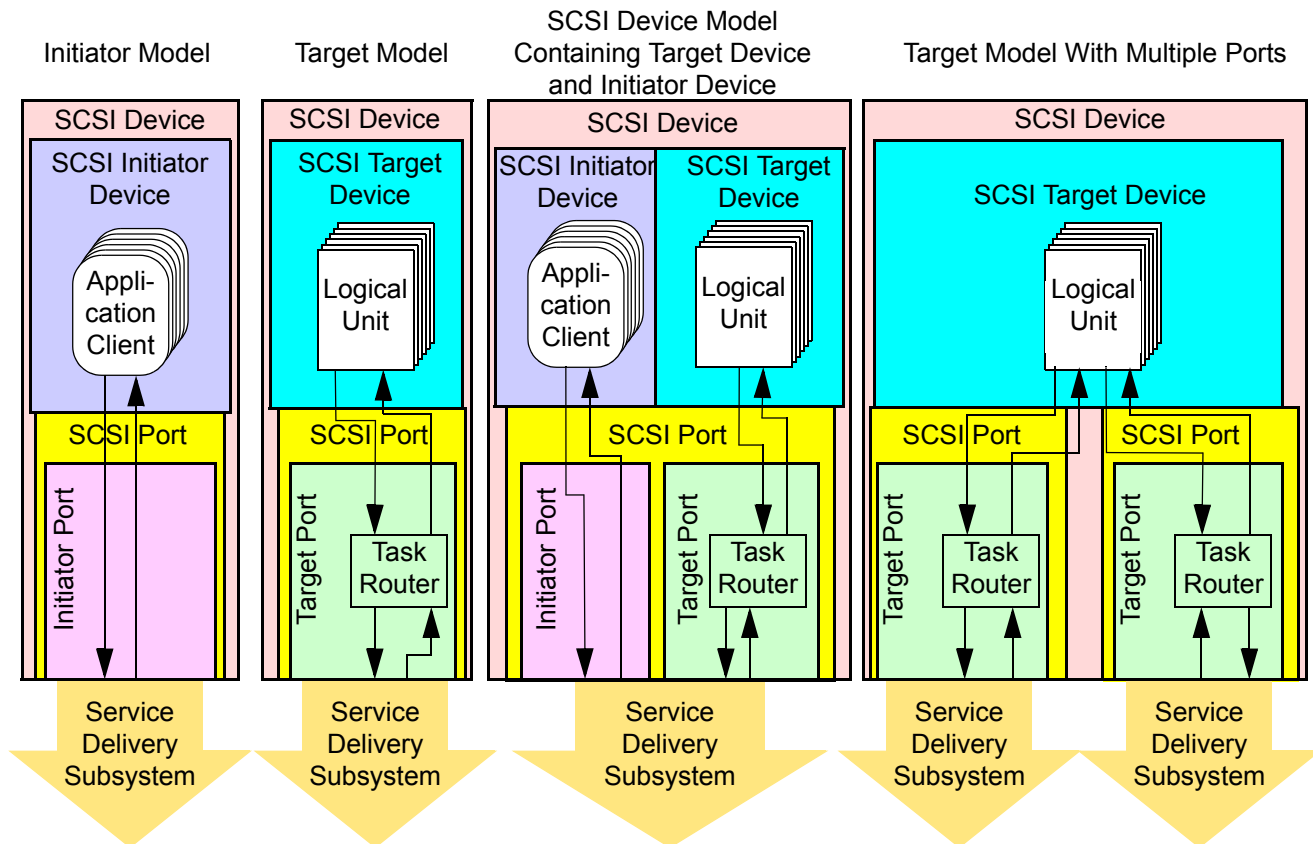 Initiator Model
SCSI Device
SCSI Initiator
Device
Appli-
cation
Client
SCSI Port
Initiator Port
Service
Delivery
Subsystem
Target Model
SCSI Device
SCSI Target
Device
Logical
Unit
SCSI Port
Target Port
Task
Router
Service
Delivery
Subsystem
SCSI Device Model
Containing Target Device
and Initiator Device
SCSI Device
SCSI Initiator
Device
Appli-
cation
Client
SCSI Target
Device
Logical
Unit
SCSI Port
Initiator Port
Target Port
Task
Router
Service
Delivery
Subsystem
Target Model With Multiple Ports
SCSI Device
SCSI Target Device
Logical
Unit
SCSI Port
Target Port
Task
Router
Service
Delivery
Subsystem
SCSI Port
Target Port
Task
Router
Service
Delivery
Subsystem